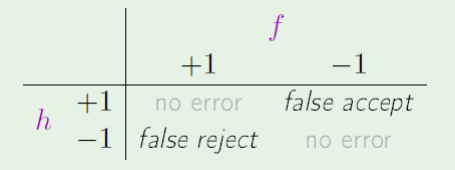 f
+1 −1
h +1 no error false accept
−1 false reject no error